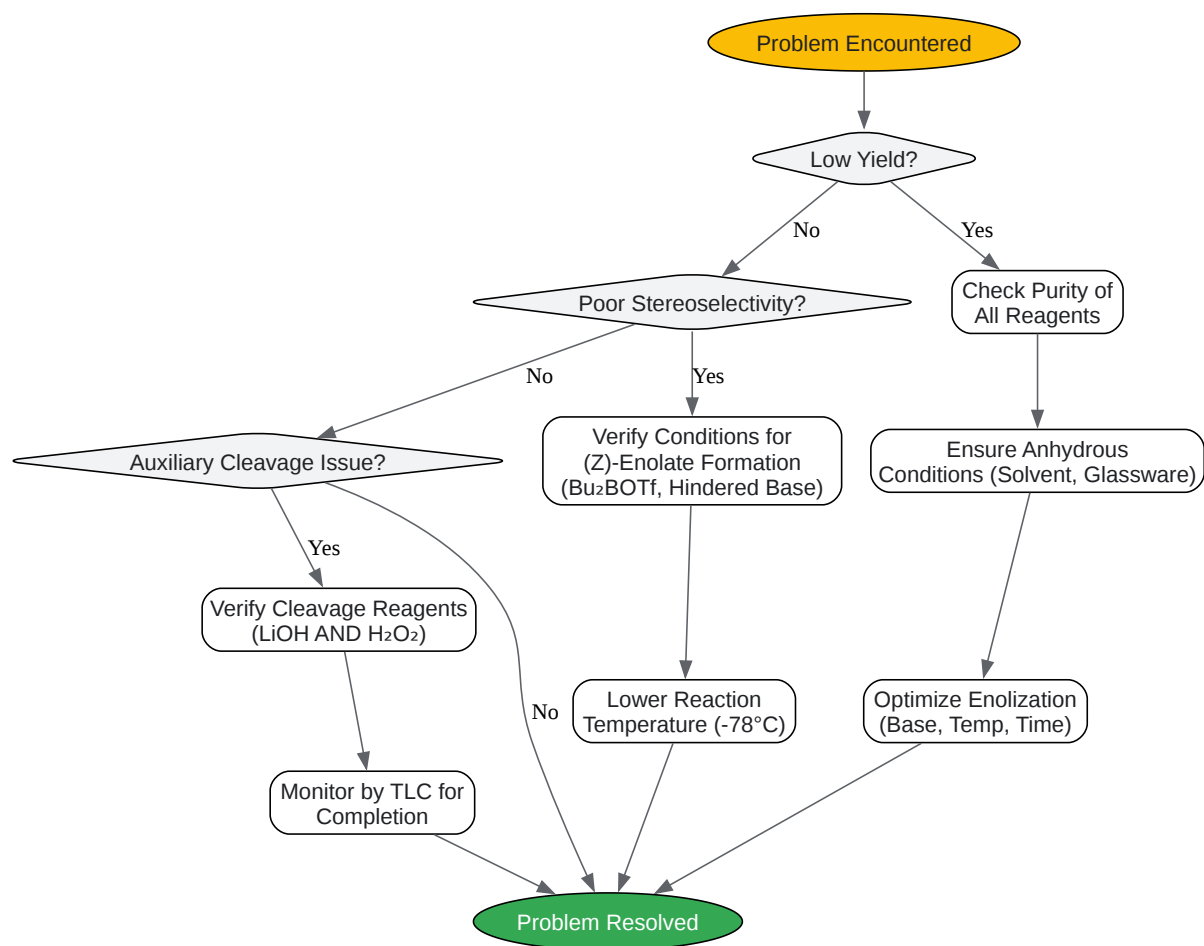 Problem Encountered
Low Yield?
No
Yes
Check Purity of
All Reagents
Poor Stereoselectivity?
No
Yes
Verify Conditions for
(Z)-Enolate Formation
(Bu₂BOTf, Hindered Base)
Ensure Anhydrous
Conditions (Solvent, Glassware)
Auxiliary Cleavage Issue?
Yes
No
Verify Cleavage Reagents
(LiOH AND H₂O₂)
Lower Reaction
Temperature (-78°C)
Optimize Enolization
(Base, Temp, Time)
Monitor by TLC for
Completion
Problem Resolved